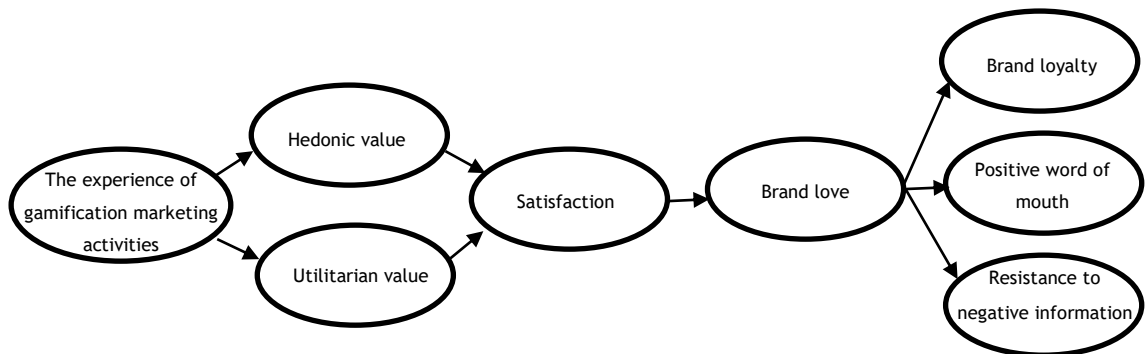 The experience of
gamification marketing
activities
Hedonic value
Utilitarian value
Satisfaction
Brand love
Brand loyalty
Positive word of
mouth
Resistance to
negative information